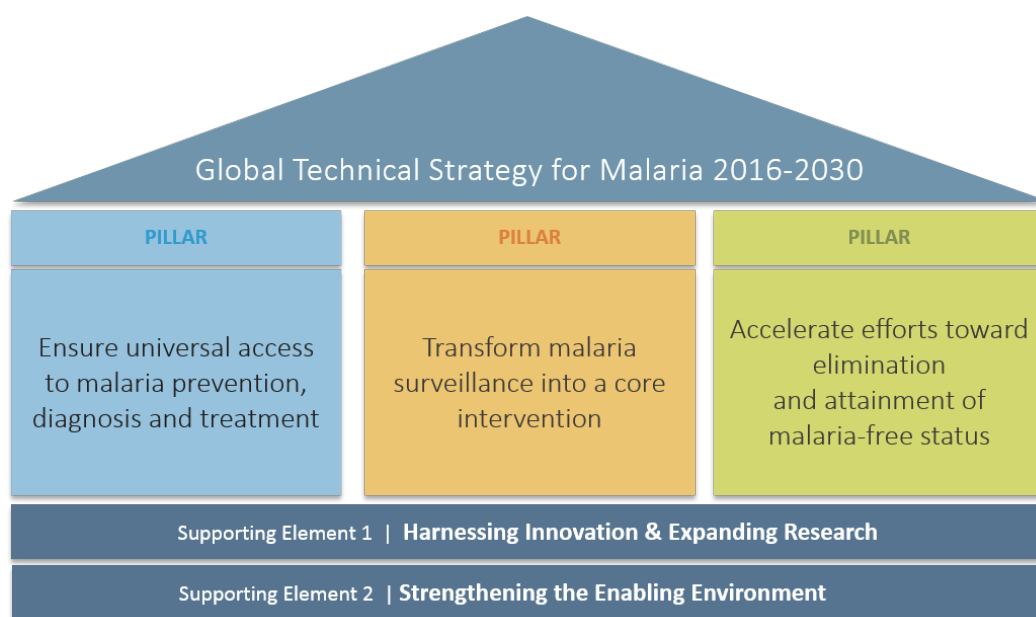 Global Technical Strategy for Malaria 2016-2030
PILLAR
Ensure universal access
to malaria prevention,
diagnosis and treatment
PILLAR
Transform malaria
surveillance into a core
intervention
PILLAR
Accelerate efforts toward
elimination
and attainment of
malaria-free status
Supporting Element 1 | Harnessing Innovation & Expanding Research
Supporting Element 2 | Strengthening the Enabling Environment